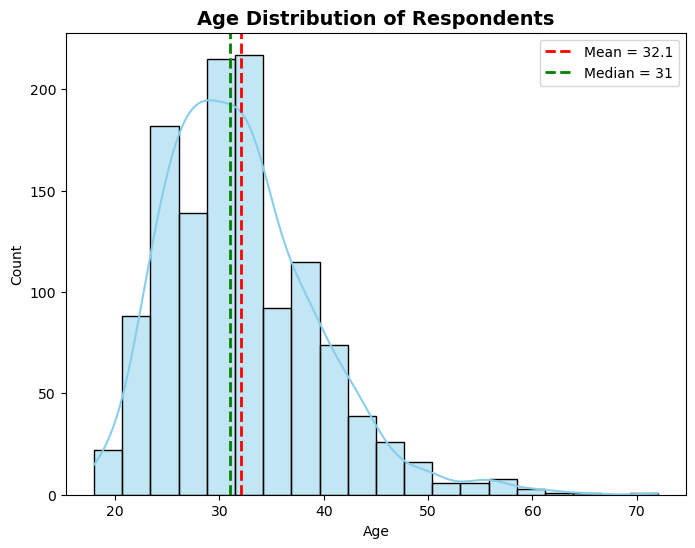 Age Distribution of Respondents
Mean = 32.1
Median = 31
Count
200
150
100
50
0
20 30 40 50 60 70
Age